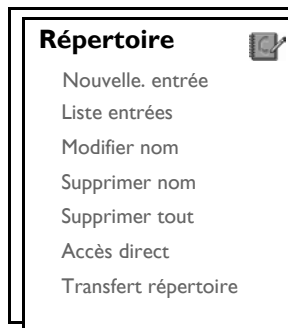 Répertoire
Nouvelle. entrée
Liste entrées
Modifier nom
Supprimer nom
Supprimer tout
Accès direct
Transfert répertoire